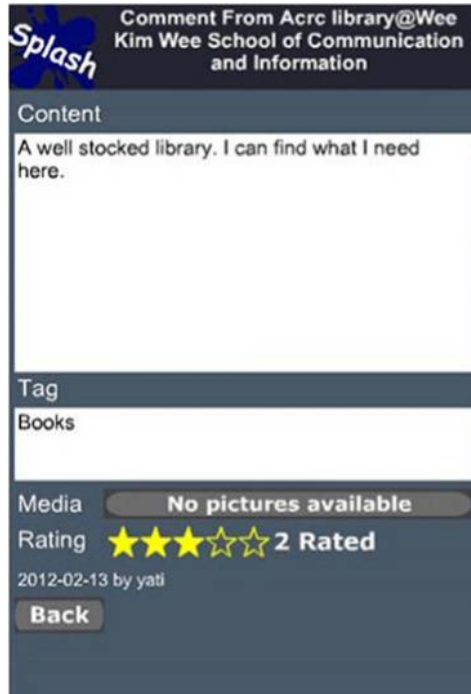 Splash
Comment From Acrc library@Wee
Kim Wee School of Communication
and Information
Content
A well stocked library. I can find what I need
here.
Tag
Books
Media No pictures available
Rating 2 Rated
2012-02-13 by yati
Back